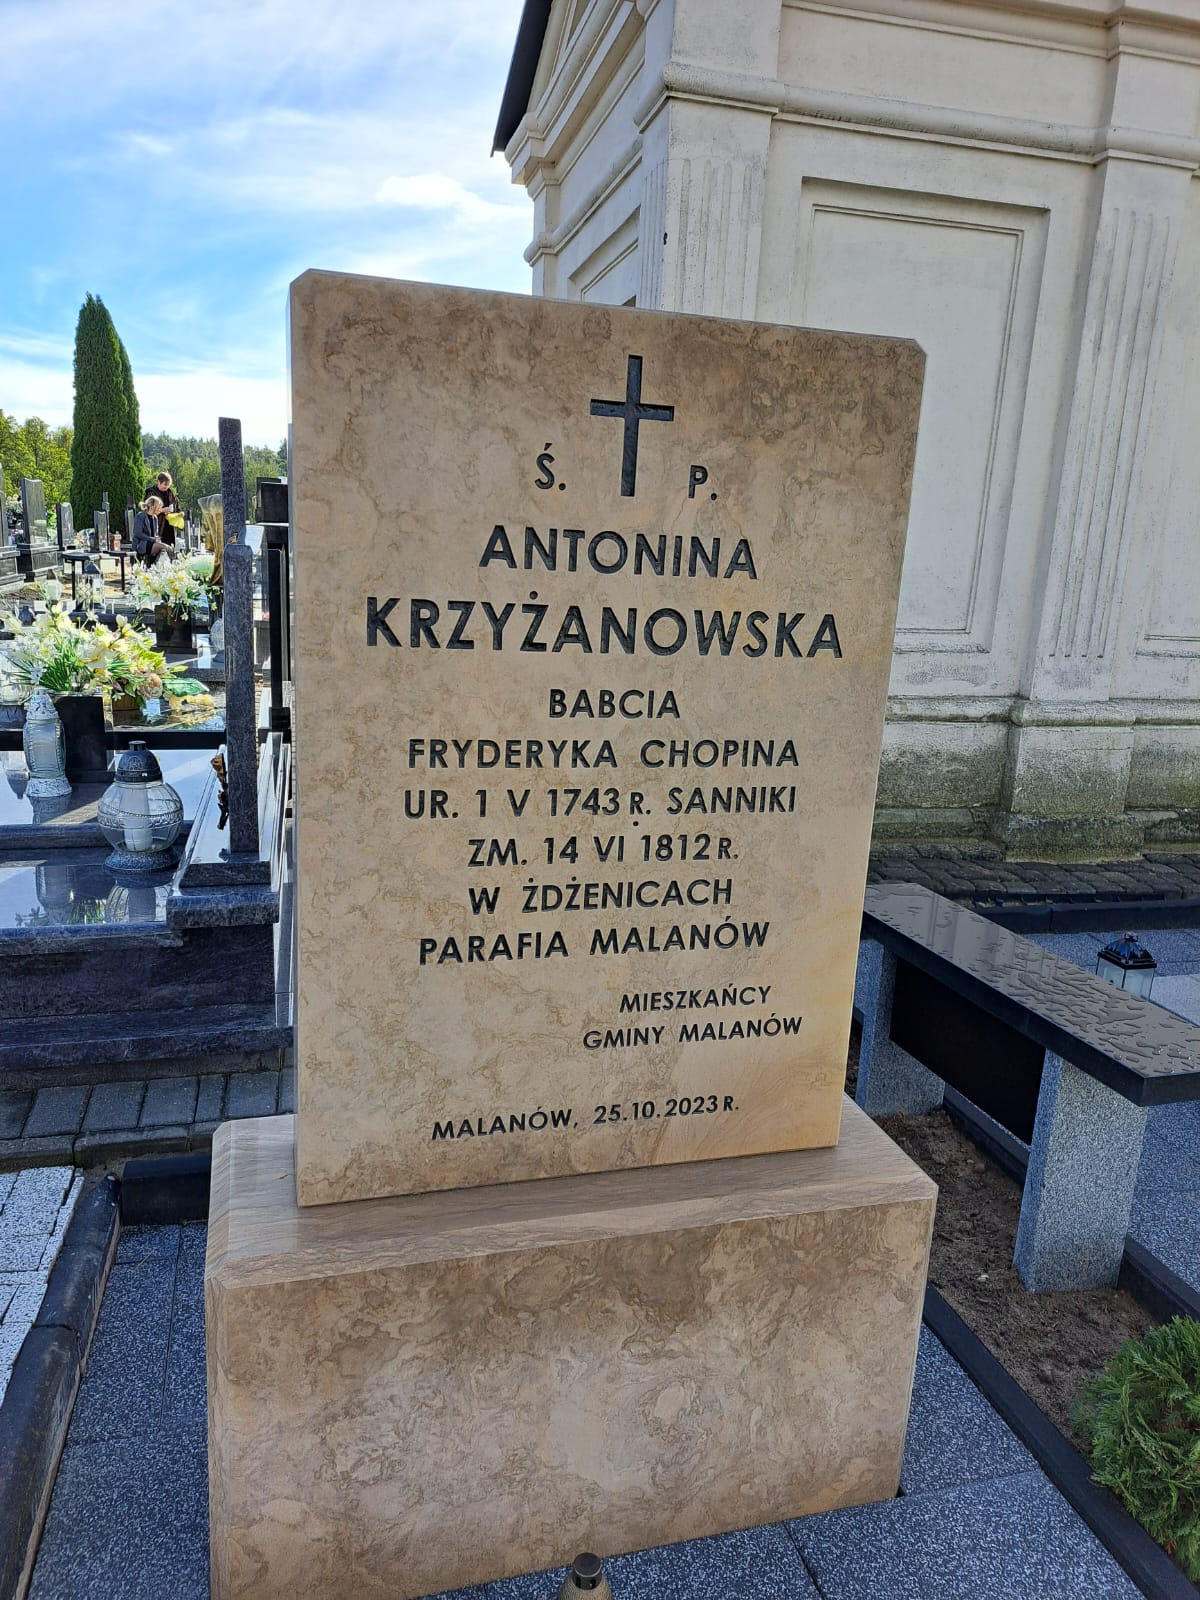 Ś. P.
ANTONINA
KRZYŻANOWSKA
BABCIA
FRYDERYKA CHOPINA
UR. 1 V 1743 R. SANNIKI
ZM. 14 VI 1812 R.
W ŻDŻENICACH
PARAFIA MALANÓW
MIESZKAŃCY
GMINY MALANÓW
MALANÓW, 25.10.2023 R.